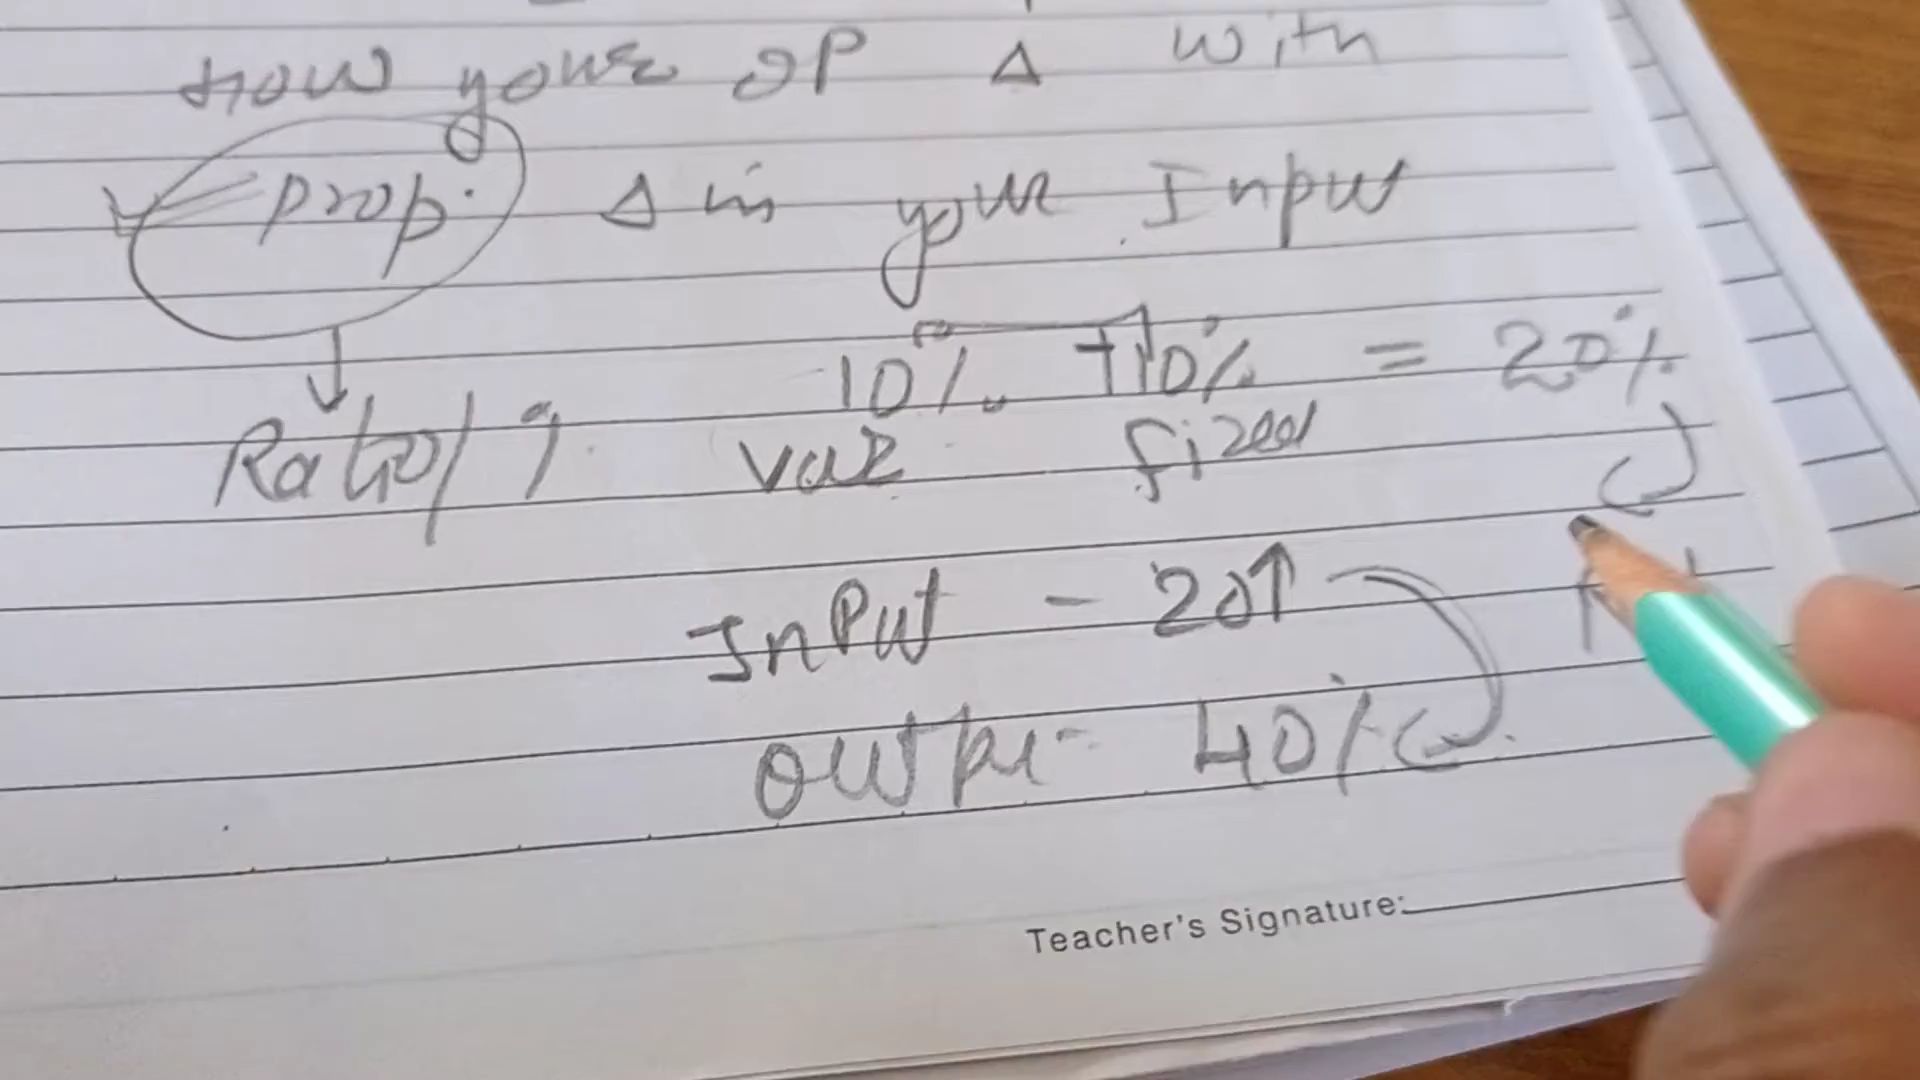 how your OP Δ with
prop. Δ in your Input
10% + 10% = 20%
Ratio/%. var fixed
Input - 20↑
Output - 40%
Teacher's Signature: